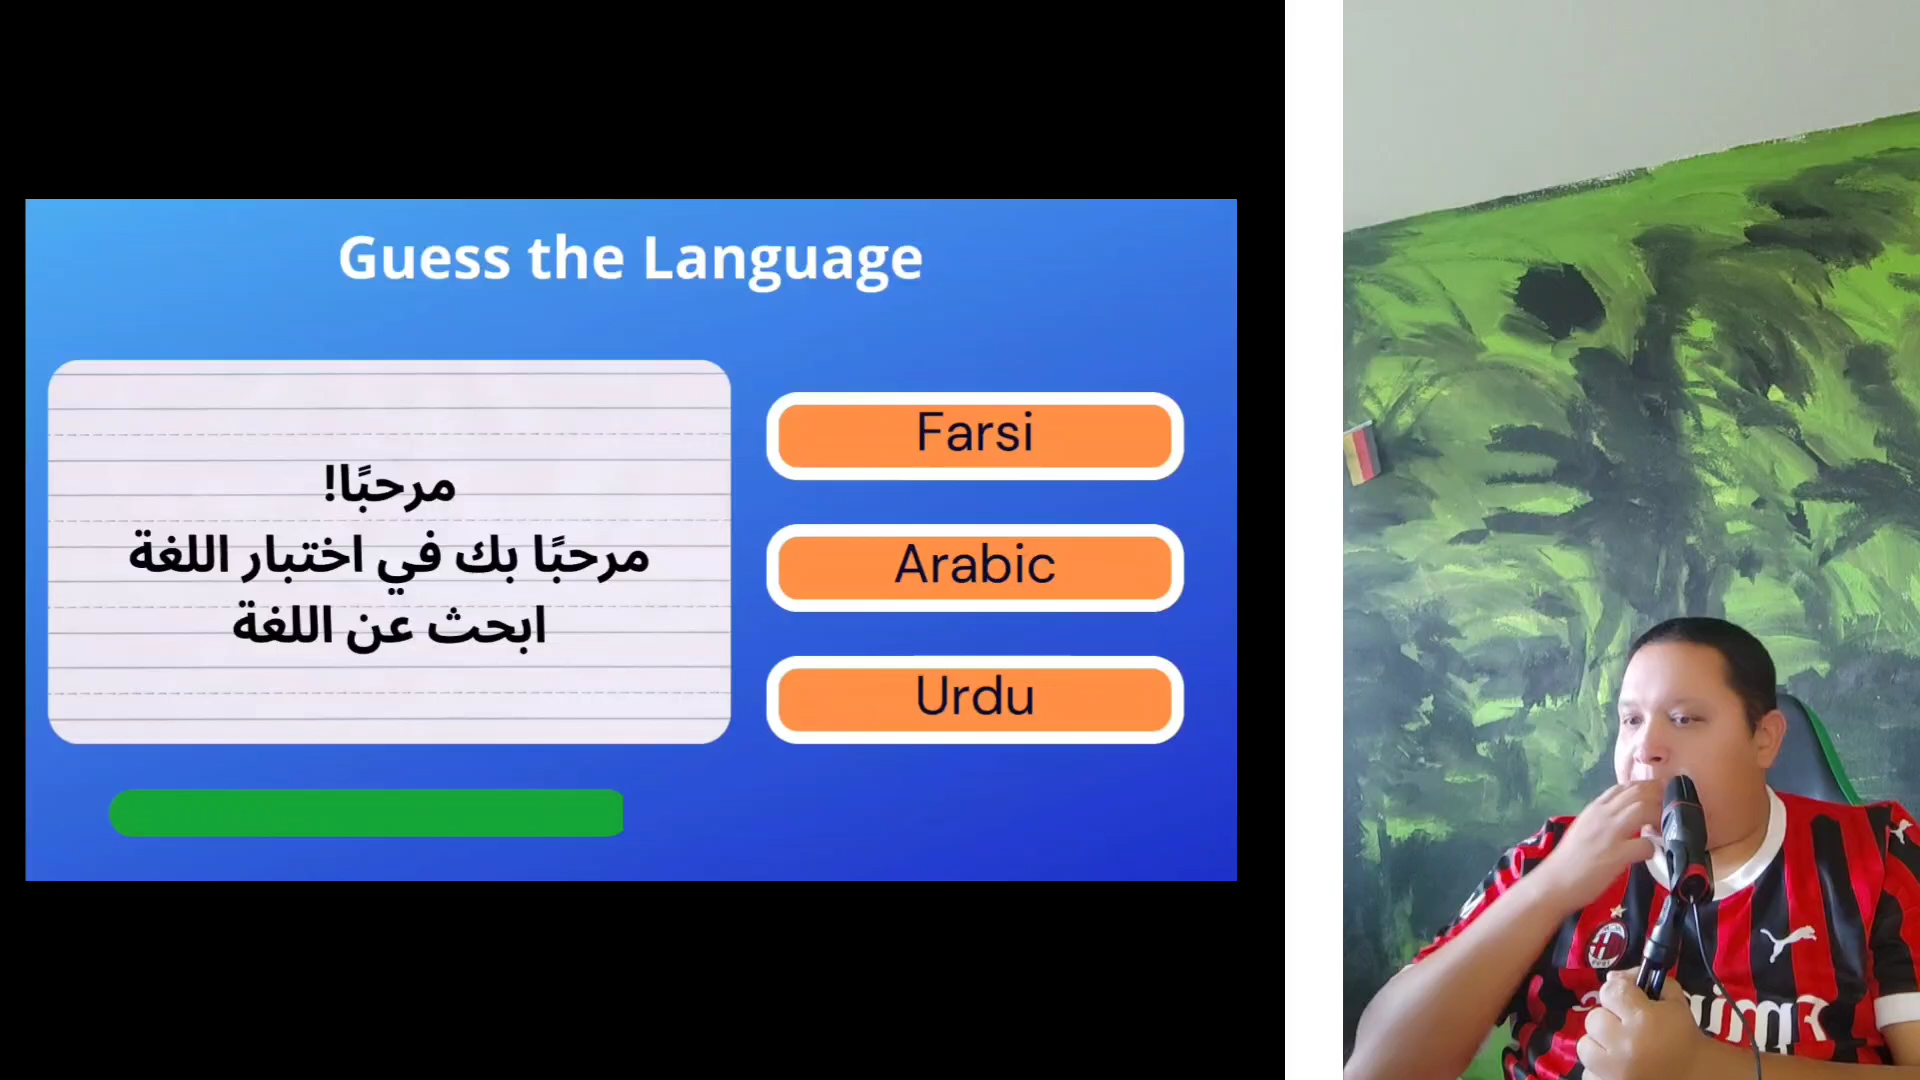 Guess the Language
مرحبًا!
مرحبًا بك في اختبار اللغة
ابحث عن اللغة
Farsi
Arabic
Urdu